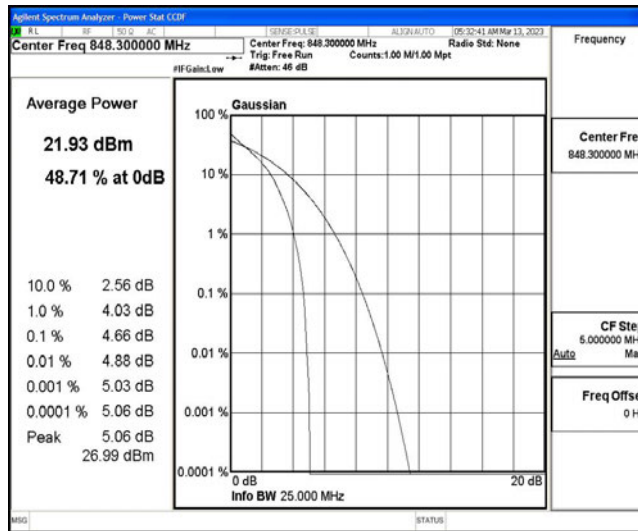 Agilent Spectrum Analyzer - Power Stat CCDF
RL RF 50 Ω AC SENSE:PULSE ALIGN AUTO 05:32:41 AM Mar 13, 2023
Center Freq 848.300000 MHz
Center Freq: 848.300000 MHz Radio Std: None
Trig: Free Run Counts:1.00 M/1.00 Mpt
#IFGain:Low #Atten: 46 dB
Frequency
Average Power
21.93 dBm
48.71 % at 0dB
10.0 % 2.56 dB
1.0 % 4.03 dB
0.1 % 4.66 dB
0.01 % 4.88 dB
0.001 % 5.03 dB
0.0001 % 5.06 dB
Peak 5.06 dB
26.99 dBm
Gaussian
100 %
10 %
1 %
0.1 %
0.01 %
0.001 %
0.0001 %
0 dB 20 dB
Info BW 25.000 MHz
Center Fre
848.300000 MH
CF Ste
5.000000 MH
Auto Ma
Freq Offse
0 H
MSG STATUS